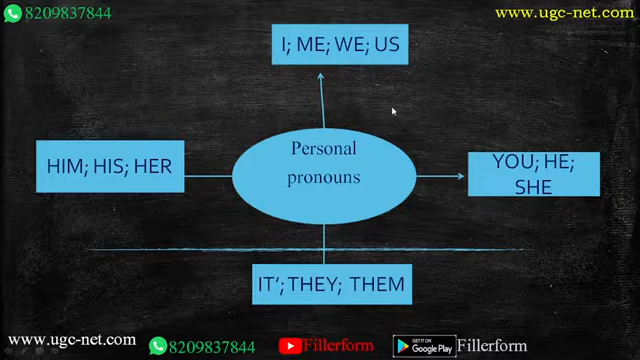 8209837844
www.ugc-net.com
I; ME; WE; US
Personal
pronouns
HIM; HIS; HER
YOU; HE;
SHE
IT‘; THEY; THEM
www.ugc-net.com
8209837844
Fillerform
GET IT ON
Google Play
Fillerform